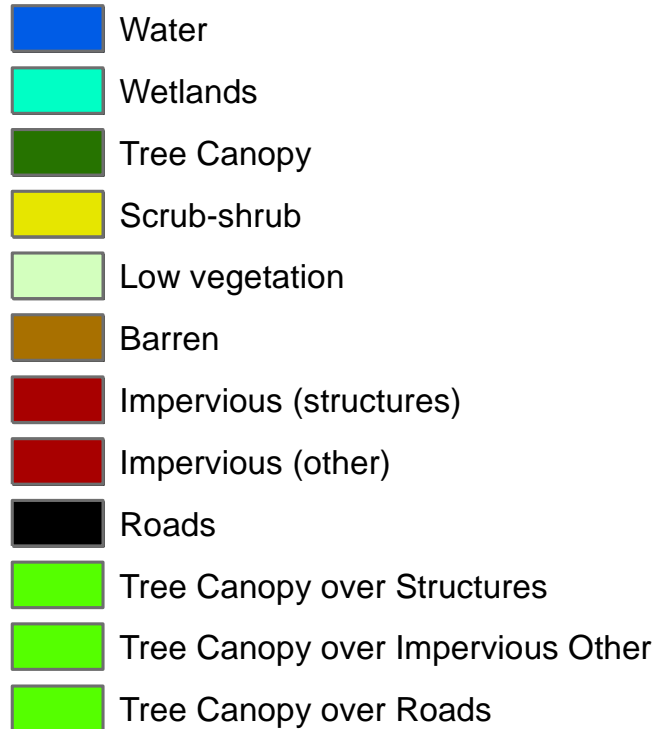 Water
Wetlands
Tree Canopy
Scrub-shrub
Low vegetation
Barren
Impervious (structures)
Impervious (other)
Roads
Tree Canopy over Structures
Tree Canopy over Impervious Other
Tree Canopy over Roads